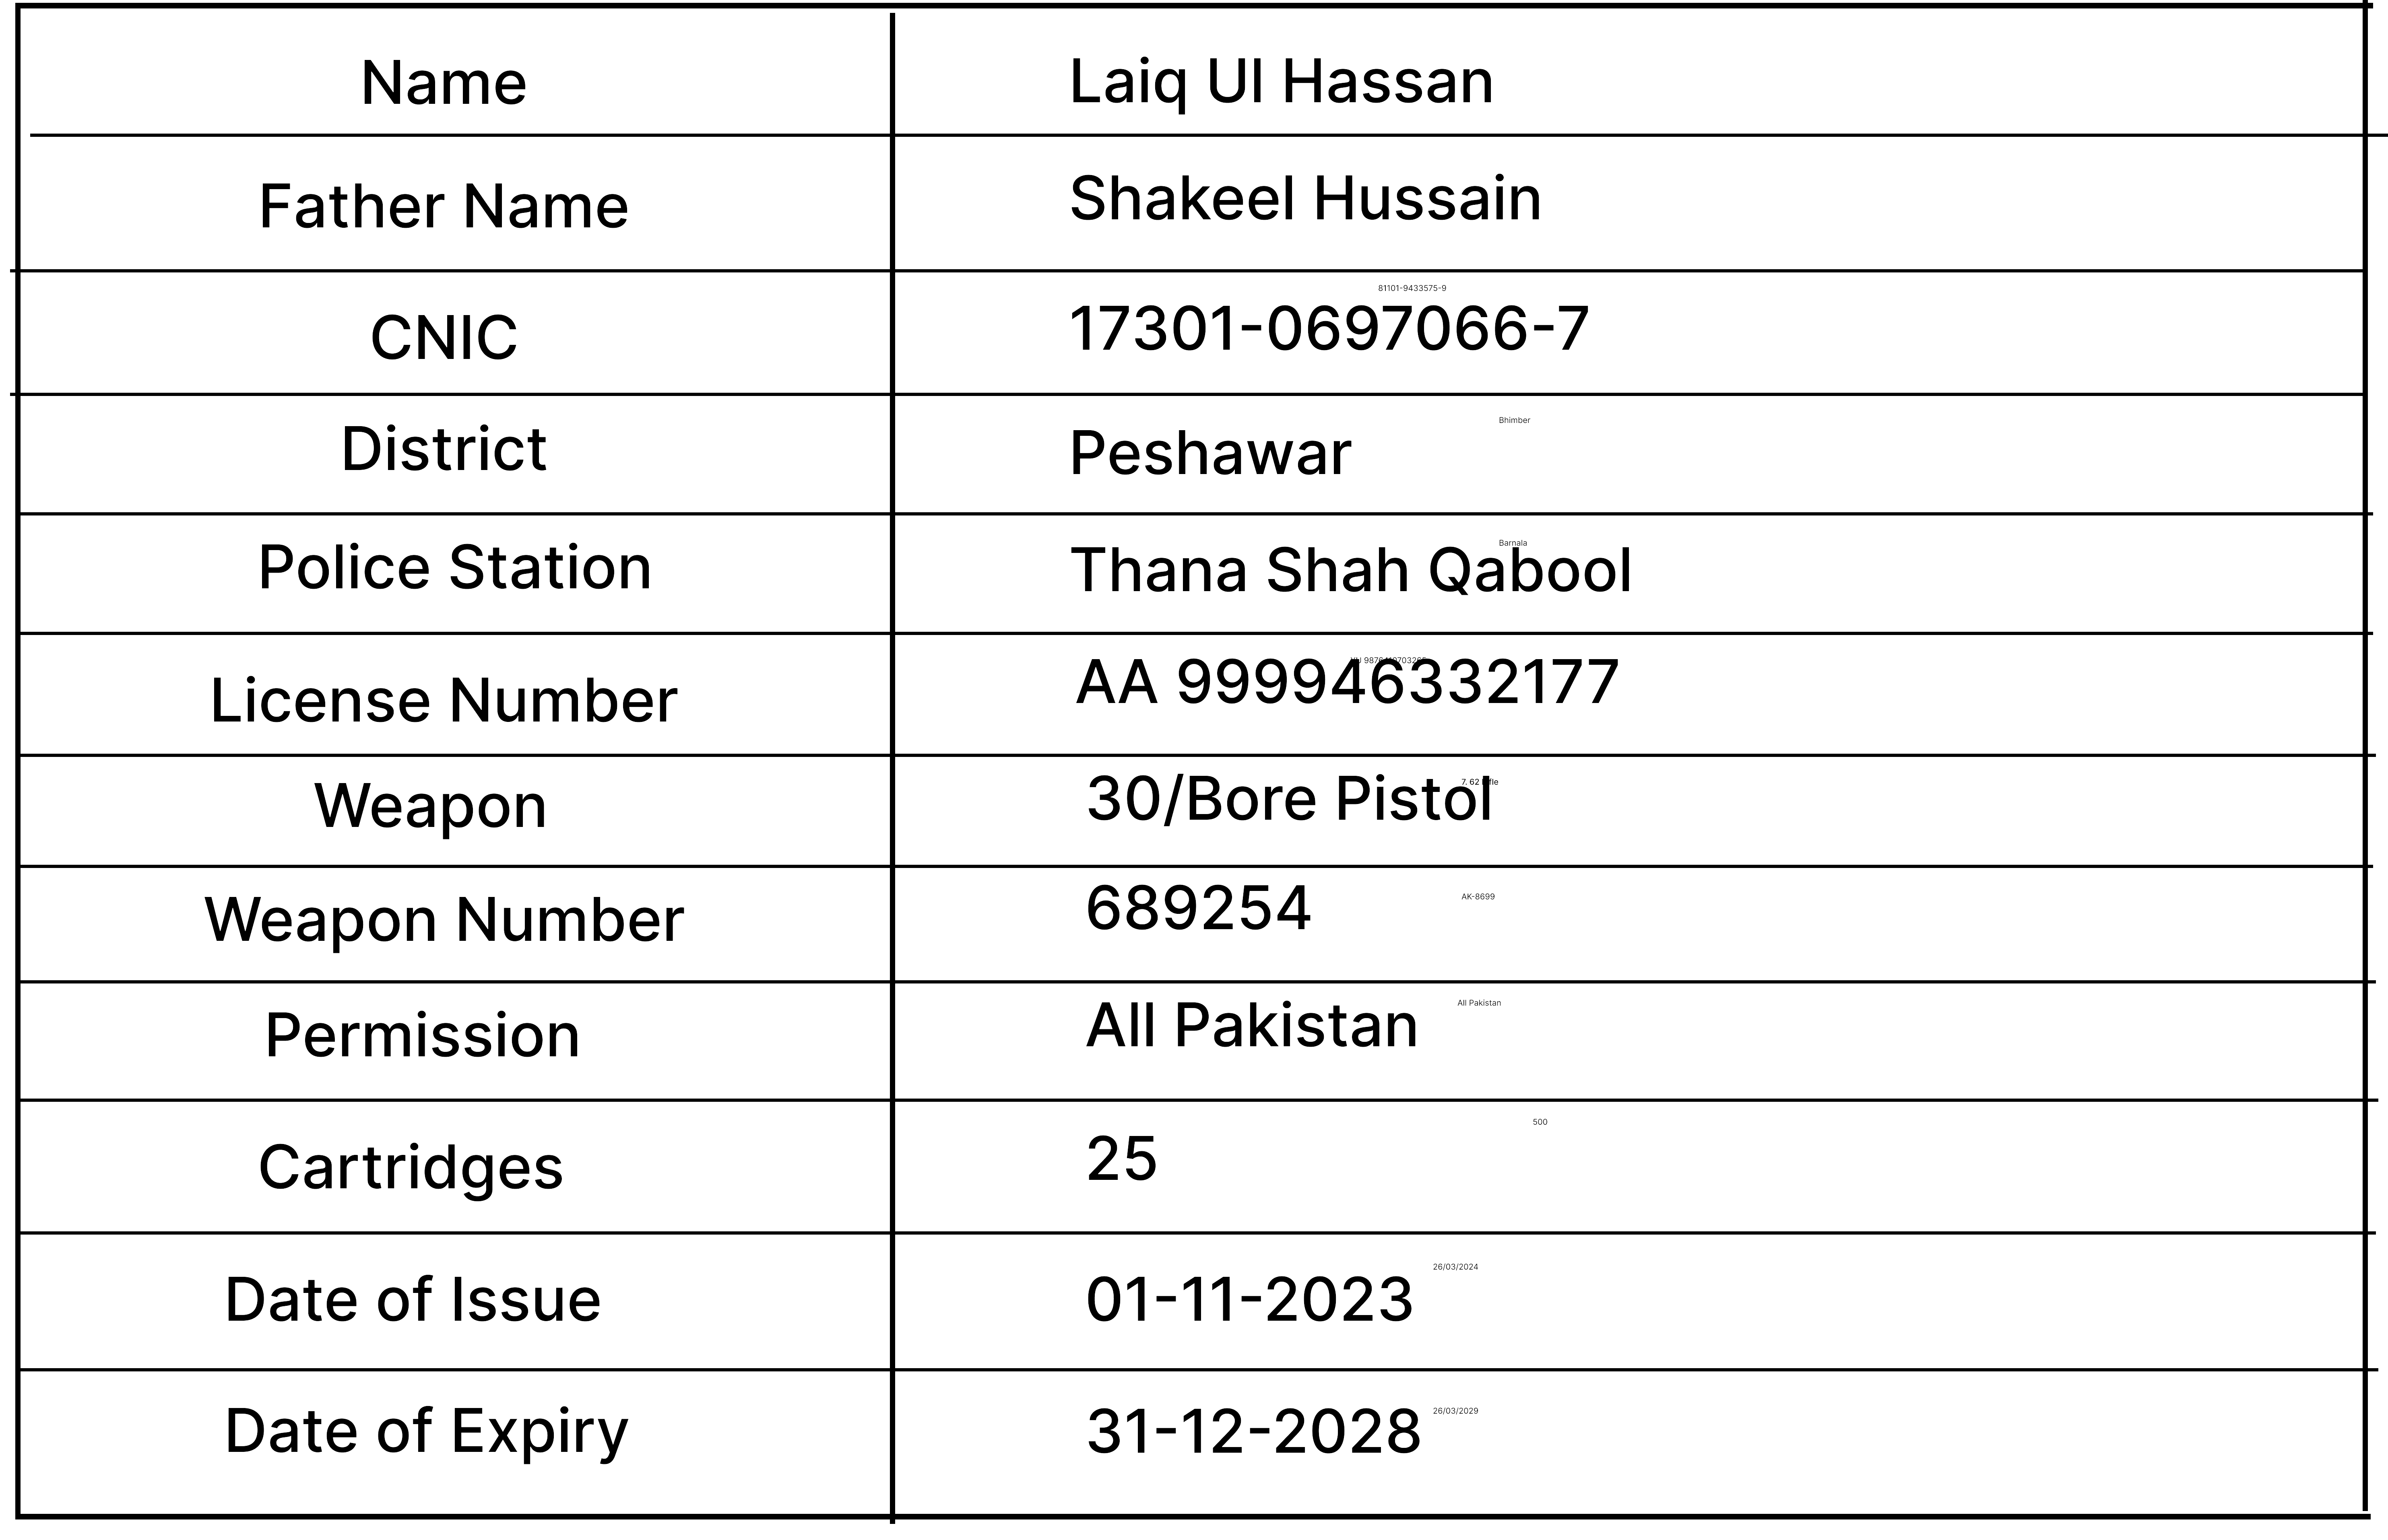 Name
Laiq Ul Hassan
Father Name
Shakeel Hussain
81101-9433575-9
CNIC
17301-0697066-7
Bhimber
District
Peshawar
Barnala
Police Station
Thana Shah Qabool
License Number
AA 999946332177
7. 62
Weapon
30/Bore Pistol
AK-8699
Weapon Number
689254
All Pakistan
Permission
All Pakistan
500
Cartridges
25
26/03/2024
Date of Issue
01-11-2023
26/03/2029
Date of Expiry
31-12-2028